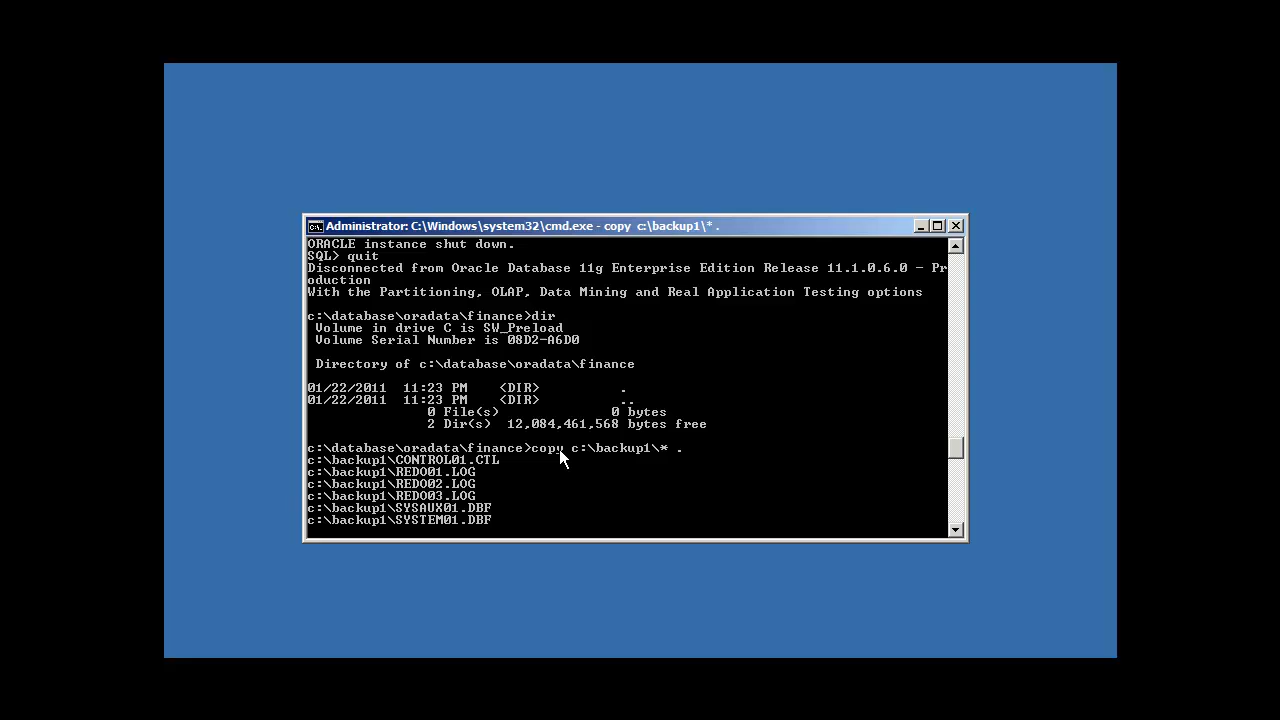 Administrator: C:\Windows\system32\cmd.exe - copy  c:\backup1\* .
ORACLE instance shut down.
SQL> quit
Disconnected from Oracle Database 11g Enterprise Edition Release 11.1.0.6.0 - Pr
oduction
With the Partitioning, OLAP, Data Mining and Real Application Testing options
c:\database\oradata\finance>dir
 Volume in drive C is SW_Preload
 Volume Serial Number is 08D2-A6D0
 Directory of c:\database\oradata\finance
01/22/2011  11:23 PM    <DIR>          .
01/22/2011  11:23 PM    <DIR>          ..
               0 File(s)              0 bytes
               2 Dir(s)  12,084,461,568 bytes free
c:\database\oradata\finance>copy c:\backup1\* .
c:\backup1\CONTROL01.CTL
c:\backup1\REDO01.LOG
c:\backup1\REDO02.LOG
c:\backup1\REDO03.LOG
c:\backup1\SYSAUX01.DBF
c:\backup1\SYSTEM01.DBF